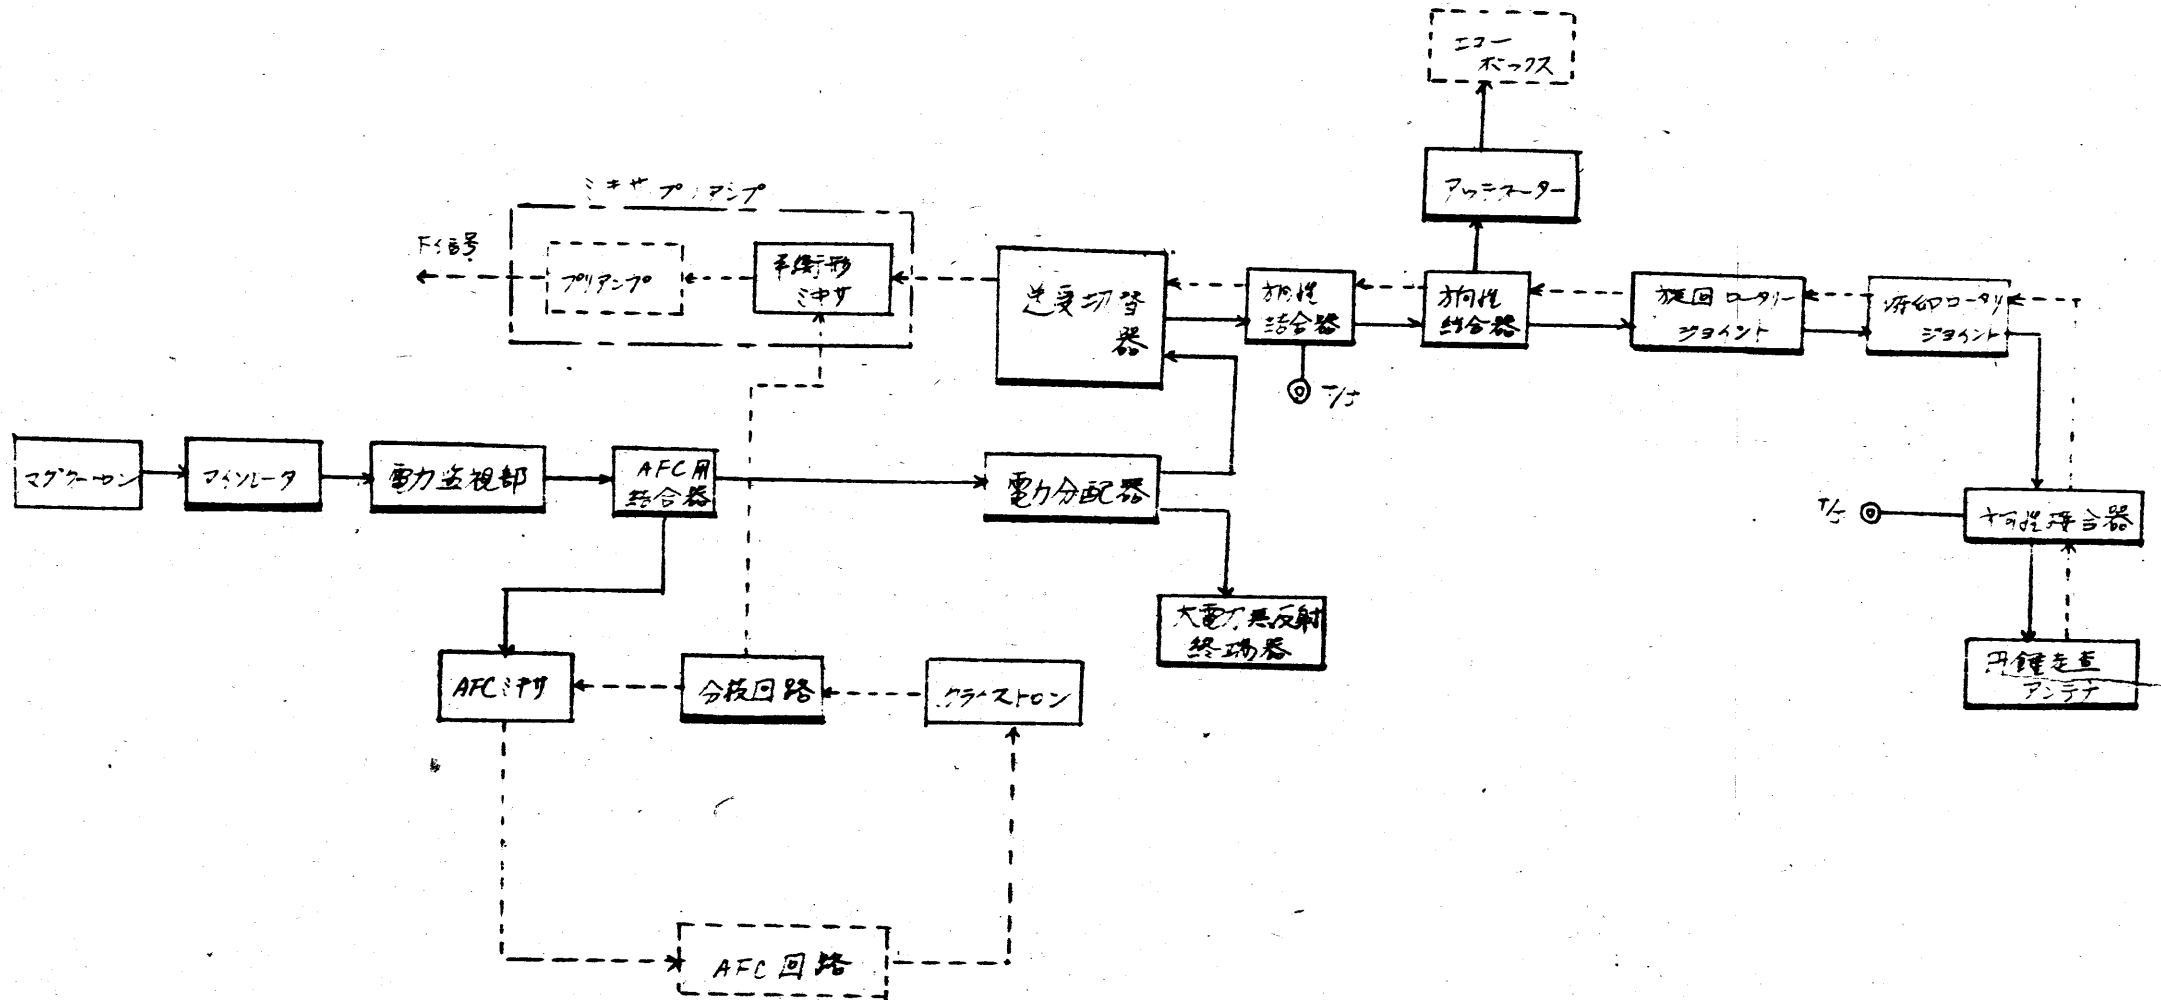 エコー
ボックス
アッテネーター
ミキサプリアンプ
信号
プリアンプ
平衡形
ミキサ
送受切替
器
方向性
結合器
方向性
結合器
旋回ロータリー
ジョイント
俯仰ロータリ
ジョイント
T/J
マグネトロン
アイソレータ
電力監視部
AFC用
結合器
電力分配器
T/J
方向性結合器
大電力無反射
終端器
円錐走査
アンテナ
AFCミキサ
分枝回路
クライストロン
AFC回路